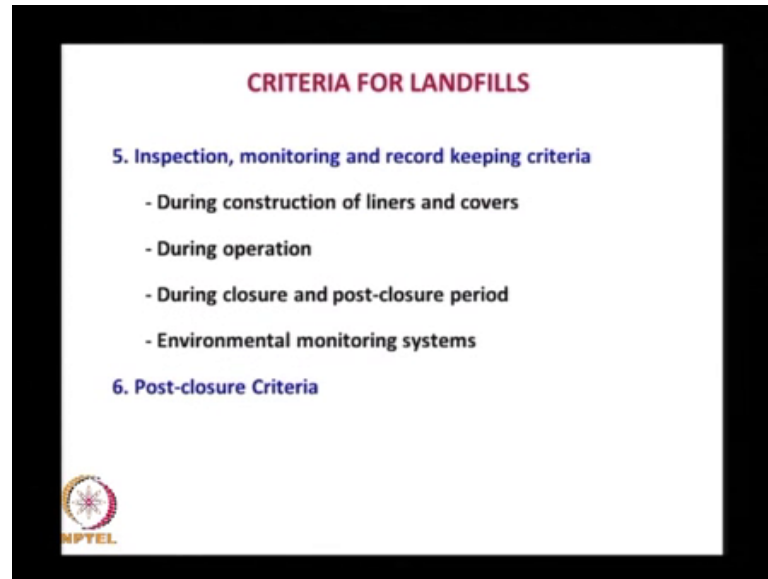 CRITERIA FOR LANDFILLS
5. Inspection, monitoring and record keeping criteria
- During construction of liners and covers
- During operation
- During closure and post-closure period
- Environmental monitoring systems
6. Post-closure Criteria
NPTEL